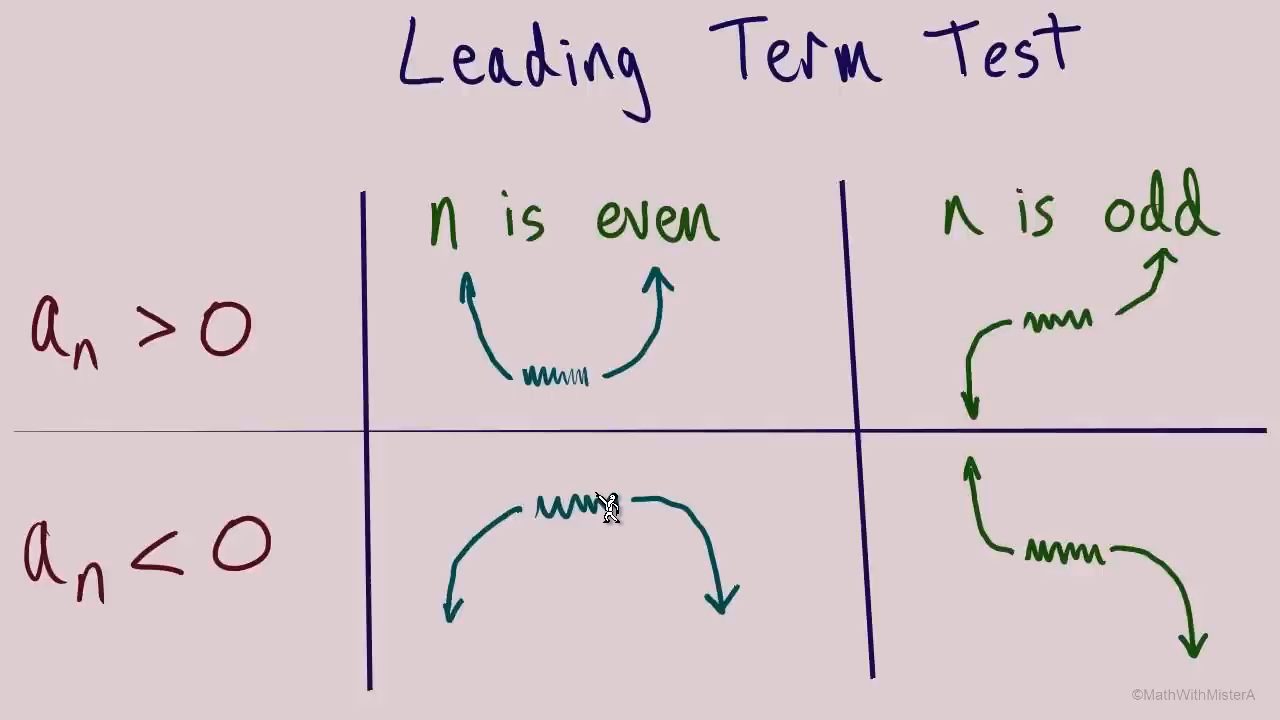 Leading Term Test
n is even
n is odd
aₙ > 0
aₙ < 0
©MathWithMisterA